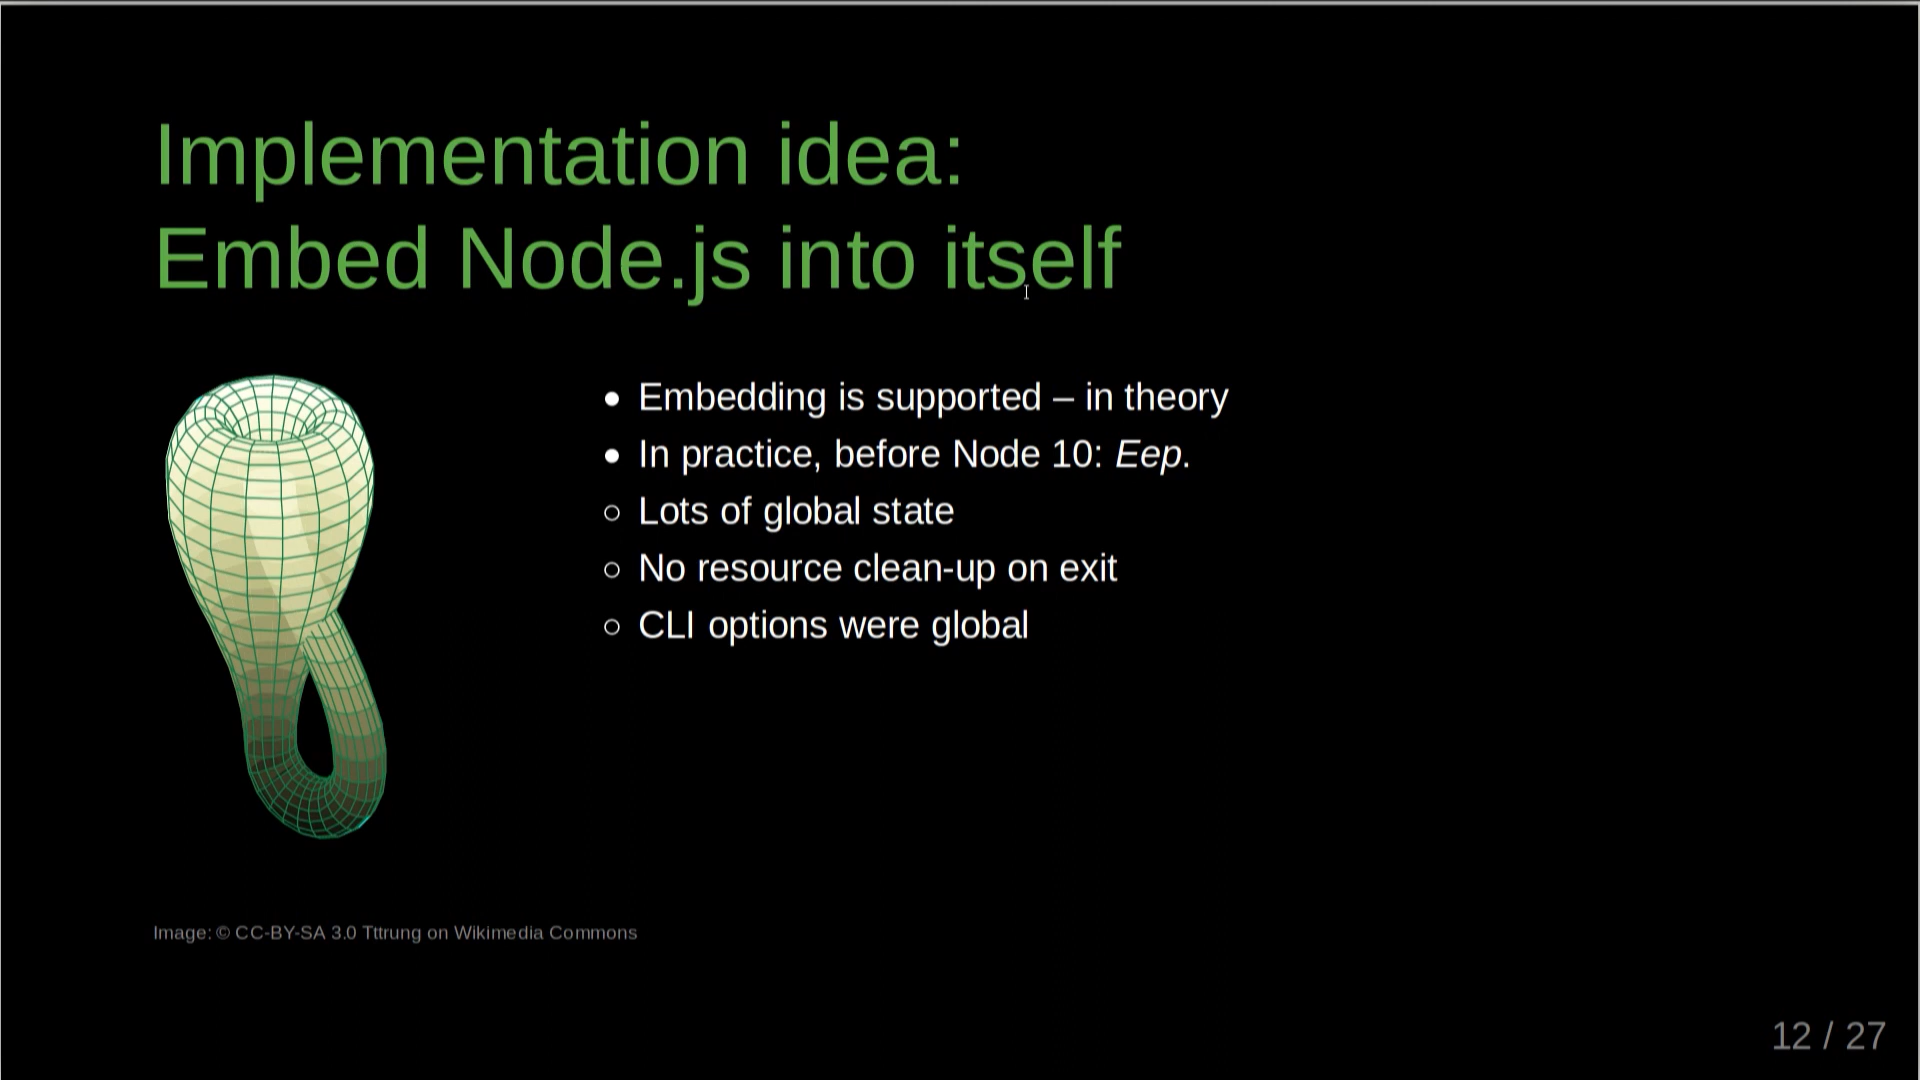 Implementation idea:
Embed Node.js into itself
● Embedding is supported – in theory
● In practice, before Node 10: Eep.
○ Lots of global state
○ No resource clean-up on exit
○ CLI options were global
Image: © CC-BY-SA 3.0 Tttrung on Wikimedia Commons
12 / 27